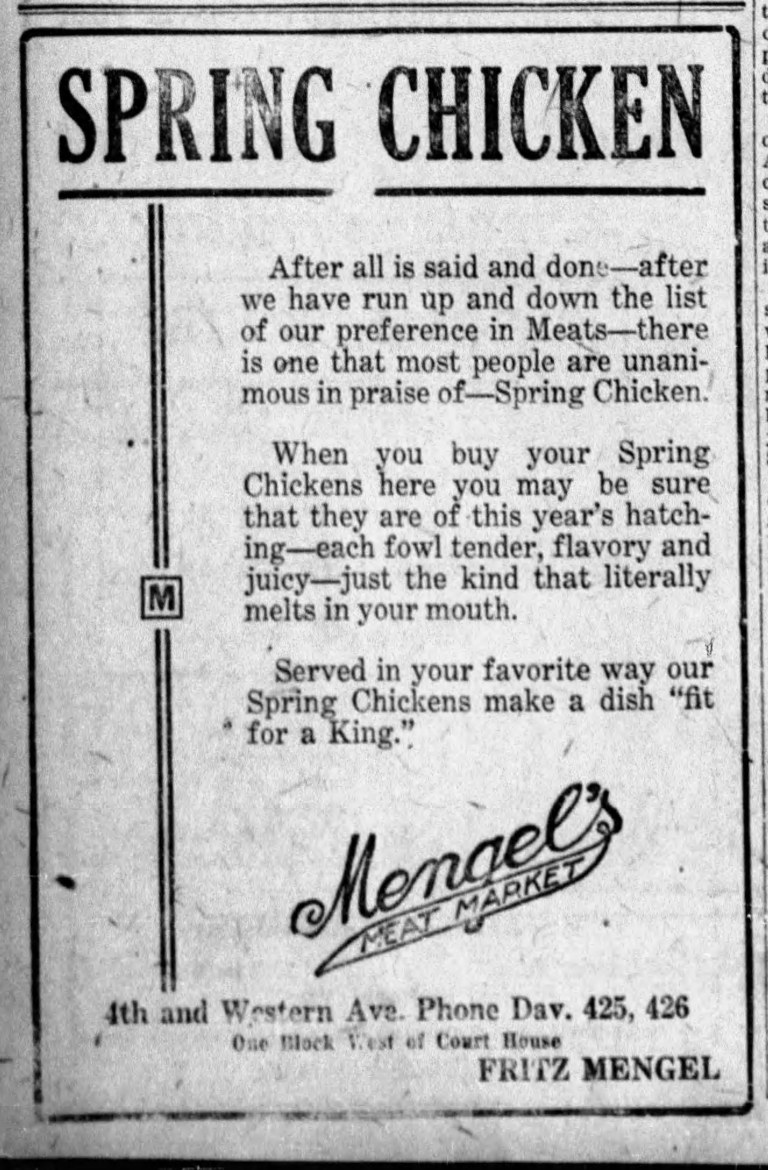 SPRING CHICKEN
After all is said and done—after
we have run up and down the list
of our preference in Meats—there
is one that most people are unani-
mous in praise of—Spring Chicken.
When you buy your Spring
Chickens here you may be sure
that they are of this year's hatch-
ing—each fowl tender, flavory and
juicy—just the kind that literally
melts in your mouth.
M
Served in your favorite way our
Spring Chickens make a dish “fit
for a King.”
Mengel's
MEAT MARKET
4th and Western Ave. Phone Dav. 425, 426
One Block West of Court House
FRITZ MENGEL